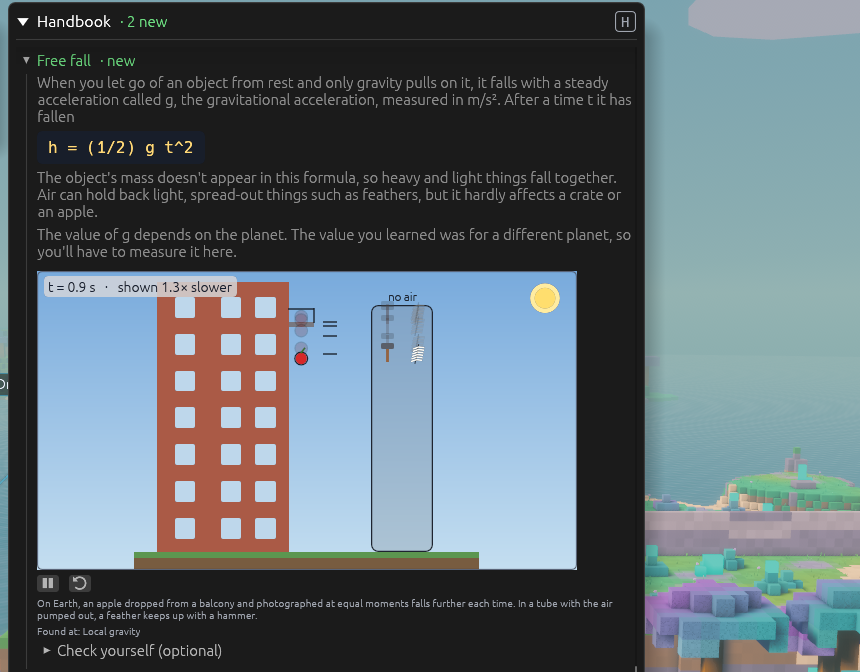 Handbook · 2 new
H
Free fall · new
When you let go of an object from rest and only gravity pulls on it, it falls with a steady
acceleration called g, the gravitational acceleration, measured in m/s². After a time t it has
fallen
h = (1/2) g t^2
The object's mass doesn't appear in this formula, so heavy and light things fall together.
Air can hold back light, spread-out things such as feathers, but it hardly affects a crate or
an apple.
The value of g depends on the planet. The value you learned was for a different planet, so
you'll have to measure it here.
t = 0.9 s · shown 1.3× slower
no air
On Earth, an apple dropped from a balcony and photographed at equal moments falls further each time. In a tube with the air
pumped out, a feather keeps up with a hammer.
Found at: Local gravity
Check yourself (optional)